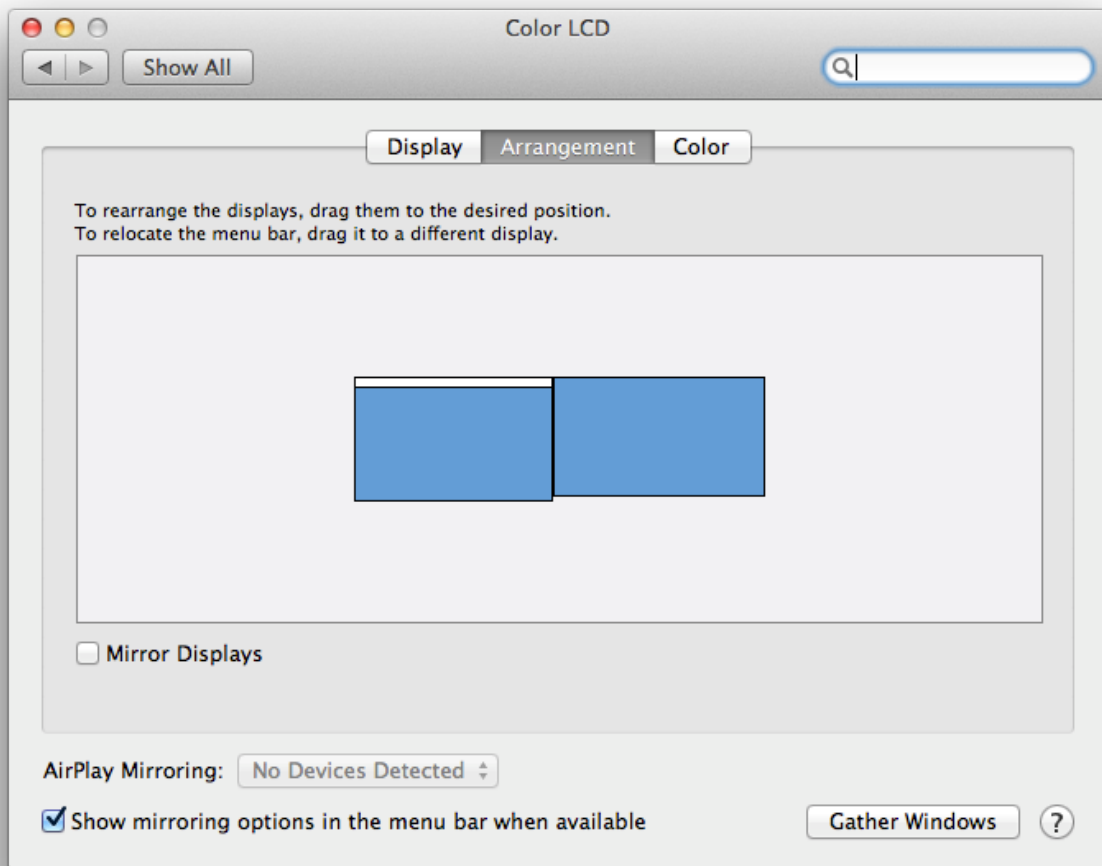 Color LCD
Show All
Display Arrangement Color
To rearrange the displays, drag them to the desired position.
To relocate the menu bar, drag it to a different display.
Mirror Displays
AirPlay Mirroring: No Devices Detected
Show mirroring options in the menu bar when available
Gather Windows ?